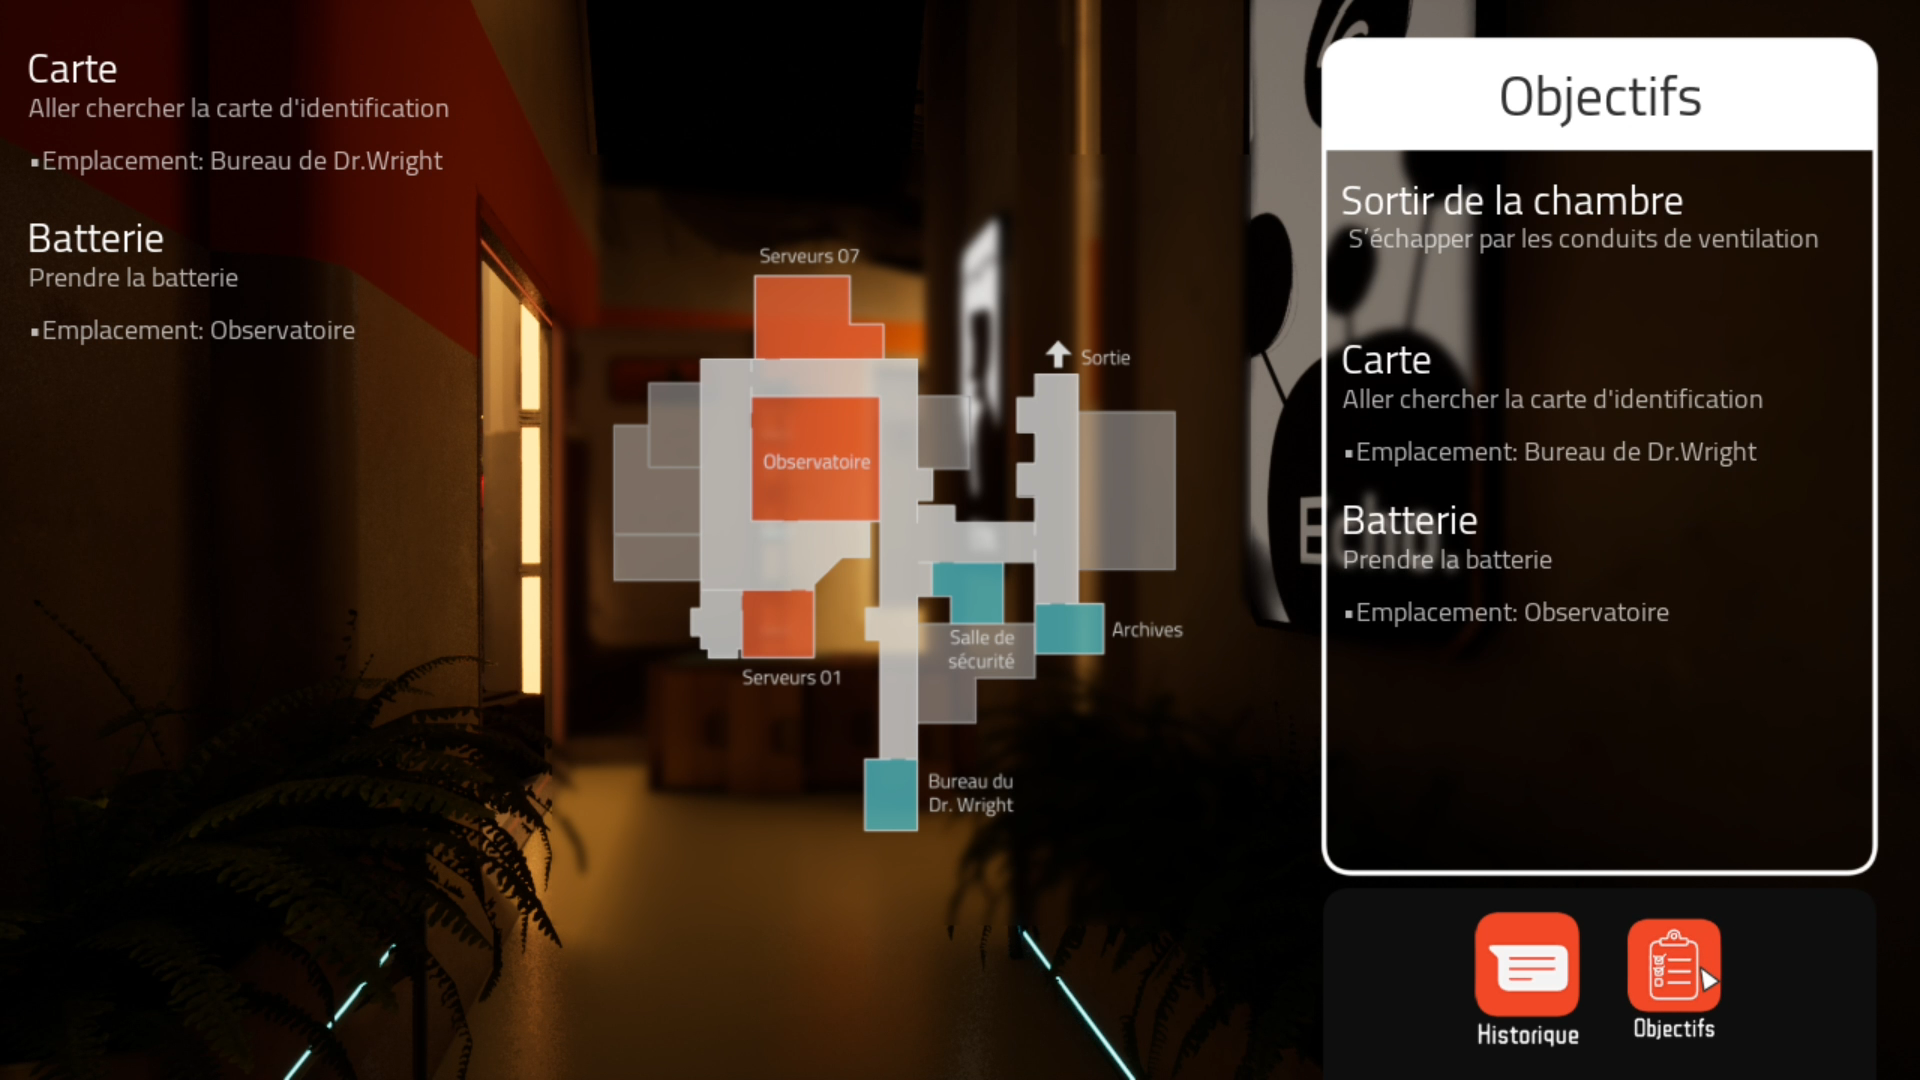 Carte
Aller chercher la carte d'identification
▪Emplacement: Bureau de Dr.Wright
Batterie
Prendre la batterie
▪Emplacement: Observatoire
Serveurs 07
Sortie
Observatoire
Salle de
sécurité
Archives
Serveurs 01
Bureau du
Dr. Wright
Objectifs
Sortir de la chambre
S'échapper par les conduits de ventilation
Carte
Aller chercher la carte d'identification
▪Emplacement: Bureau de Dr.Wright
Batterie
Prendre la batterie
▪Emplacement: Observatoire
Historique
Objectifs